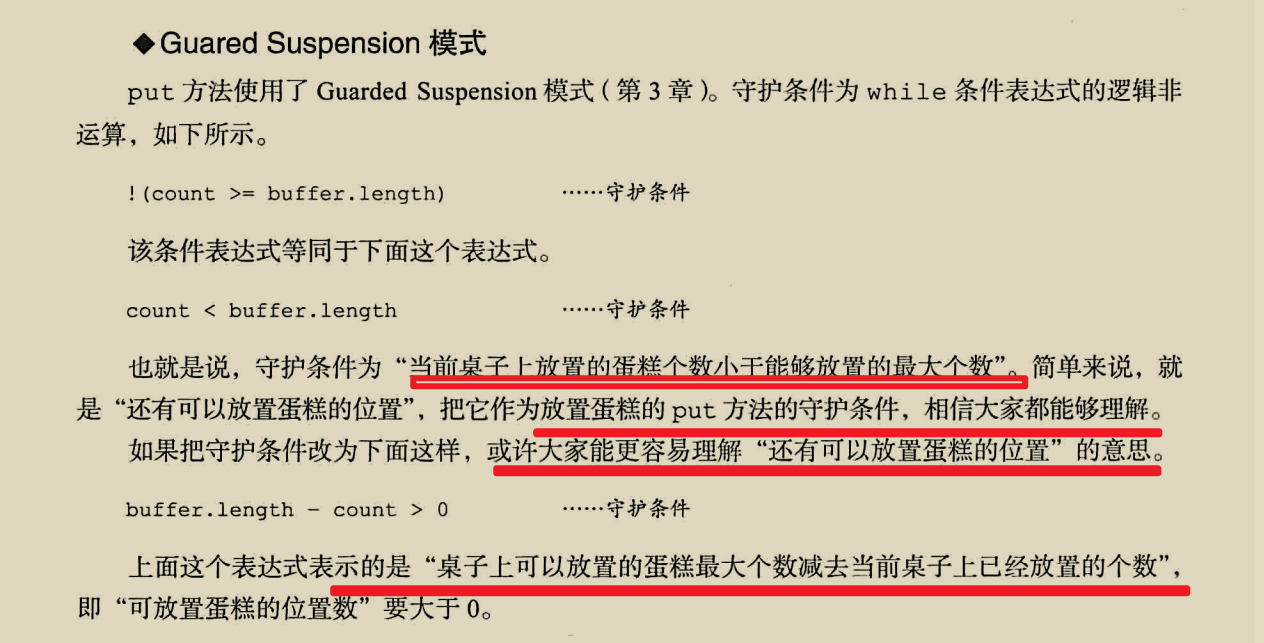 ◆Guared Suspension 模式
put 方法使用了 Guarded Suspension 模式（第 3 章）。守护条件为 while 条件表达式的逻辑非
运算，如下所示。
!(count >= buffer.length) ……守护条件
该条件表达式等同于下面这个表达式。
count < buffer.length ……守护条件
也就是说，守护条件为“当前桌子上放置的蛋糕个数小于能够放置的最大个数”。简单来说，就
是“还有可以放置蛋糕的位置”，把它作为放置蛋糕的 put 方法的守护条件，相信大家都能够理解。
如果把守护条件改为下面这样，或许大家能更容易理解“还有可以放置蛋糕的位置”的意思。
buffer.length - count > 0 ……守护条件
上面这个表达式表示的是“桌子上可以放置的蛋糕最大个数减去当前桌子上已经放置的个数”，
即“可放置蛋糕的位置数”要大于 0。